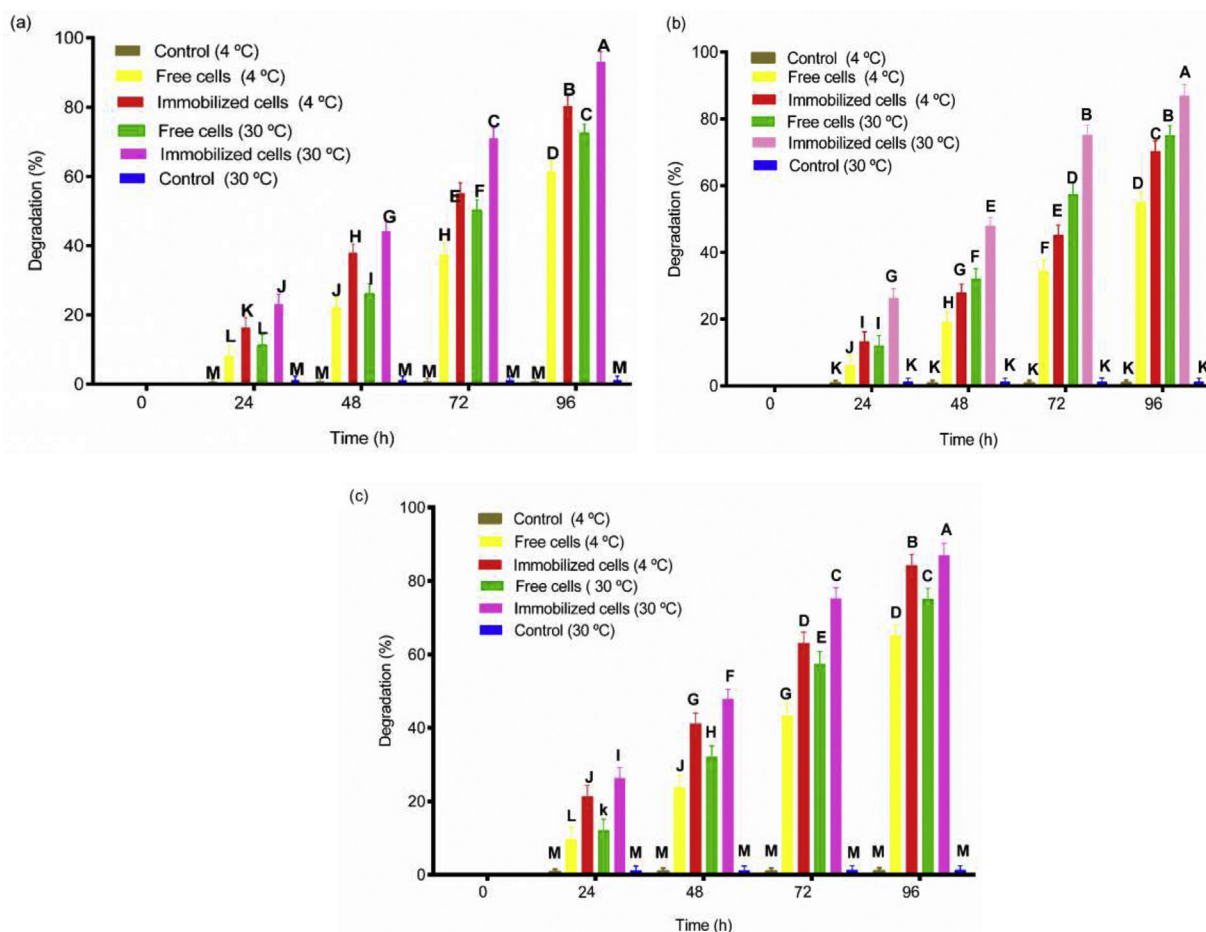 (a)
100
80
60
40
20
0
Degradation (%)
Control (4 ºC)
Free cells (4 ºC)
Immobilized cells (4 ºC)
Free cells (30 ºC)
Immobilized cells (30 ºC)
Control (30 ºC)
M L K L J M
M J H I G M
M H E F C M
M D B C A M
0 24 48 72 96
Time (h)
(b)
100
80
60
40
20
0
Degradation (%)
Control (4 ºC)
Free cells (4 ºC)
Immobilized cells (4 ºC)
Free cells (30 ºC)
Immobilized cells (30 ºC)
Control (30 ºC)
K J I I G K
K H G F E K
K F E D B K
K D C B A K
0 24 48 72 96
Time (h)
(c)
100
80
60
40
20
0
Degradation (%)
Control (4 ºC)
Free cells (4 ºC)
Immobilized cells (4 ºC)
Free cells ( 30 ºC)
Immobilized cells (30 ºC)
Control (30 ºC)
M L J k I M
M J G H F M
M G D E C M
M D B C A M
0 24 48 72 96
Time (h)